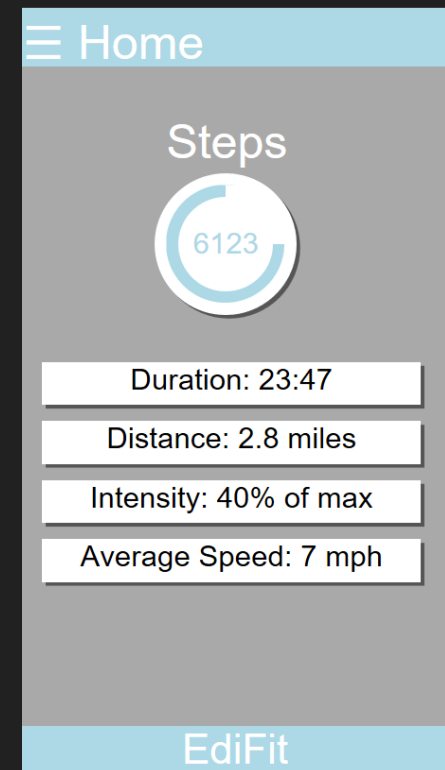 ☰ Home
Steps
6123
Duration: 23:47
Distance: 2.8 miles
Intensity: 40% of max
Average Speed: 7 mph
EdiFit